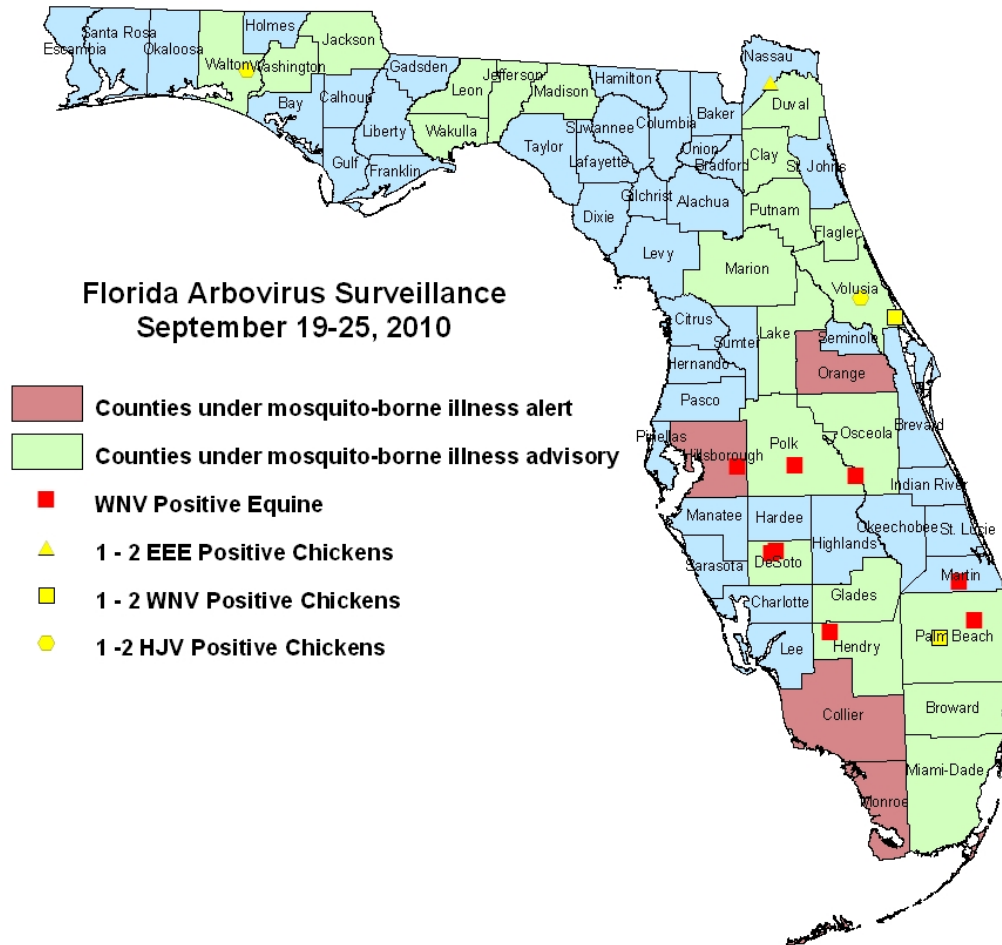 Holmes
Jackson
Santa Rosa
Escambia
Okaloosa
Walton
Washington
Gadsden
Nassau
Hamilton
Jefferson
Madison
Leon
Calhoun
Bay
Baker
Duval
Columbia
Suwannee
Liberty
Wakulla
Taylor
Union
Clay
Gulf
Franklin
Lafayette
Bradford
St. Johns
Gilchrist
Alachua
Dixie
Putnam
Flagler
Levy
Marion
Volusia
Florida Arbovirus Surveillance
September 19-25, 2010
Citrus
Lake
Sumter
Seminole
Hernando
Orange
Pasco
Brevard
Counties under mosquito-borne illness alert
Pinellas
Hillsborough
Polk
Osceola
Counties under mosquito-borne illness advisory
Indian River
WNV Positive Equine
Manatee
Hardee
Okeechobee
St. Lucie
Highlands
1 - 2 EEE Positive Chickens
Sarasota
DeSoto
Martin
1 - 2 WNV Positive Chickens
Charlotte
Glades
1 -2 HJV Positive Chickens
Lee
Hendry
Palm Beach
Collier
Broward
Miami-Dade
Monroe